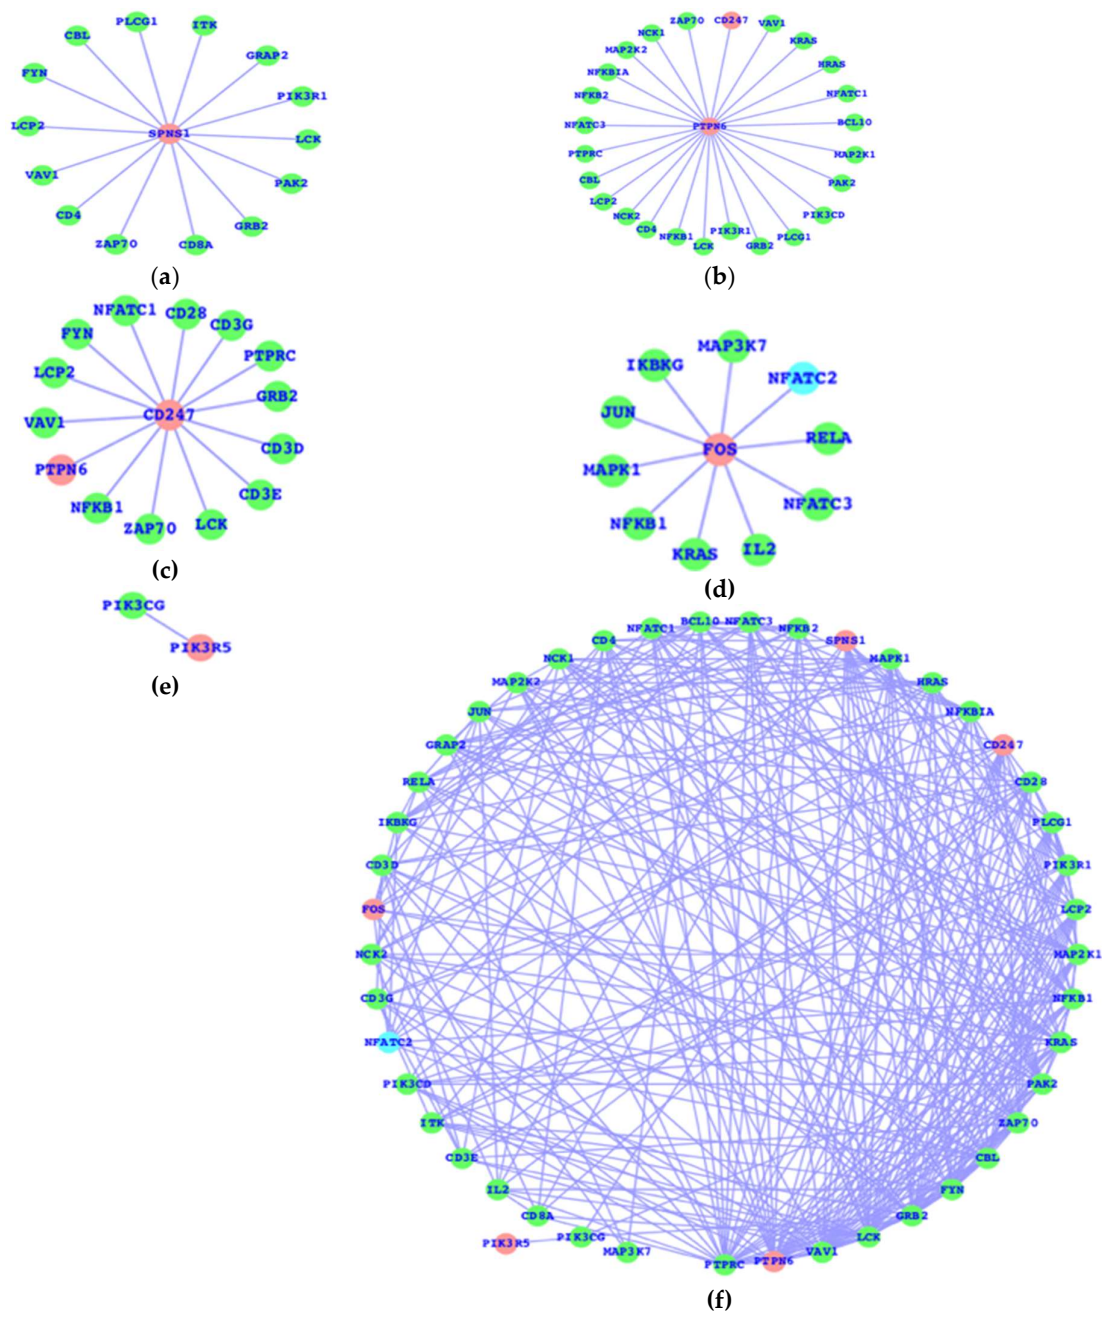 PLCG1
ITK
CBL
GRAP2
FYN
PIK3R1
LCP2
SPNS1
LCK
VAV1
PAK2
CD4
GRB2
ZAP70
CD8A
(a)
ZAP70
CD247
VAV1
NCK1
KRAS
MAP2K2
HRAS
NFKBIA
NFKB2
NFATC1
NFATC3
PTPN6
BCL10
PTPRC
MAP2K1
CBL
PAK2
LCP2
NCK2
PIK3CD
CD4
NFKB1
LCK
PIK3R1
GRB2
PLCG1
(b)
NFATC1
CD28
CD3G
FYN
PTPRC
LCP2
GRB2
VAV1
CD247
CD3D
PTPN6
CD3E
NFKB1
ZAP70
LCK
(c)
MAP3K7
IKBKG
NFATC2
JUN
RELA
FOS
MAPK1
NFATC3
NFKB1
KRAS
IL2
(d)
PIK3CG
PIK3R5
(e)
NFATC1
BCL10
NFATC3
NFKB2
CD4
SPNS1
NCK1
MAPK1
MAP2K2
HRAS
JUN
NFKBIA
GRAP2
CD247
RELA
CD28
IKBKG
PLCG1
CD3D
PIK3R1
FOS
LCP2
NCK2
MAP2K1
CD3G
NFKB1
NFATC2
KRAS
PIK3CD
PAK2
ITK
ZAP70
CD3E
CBL
IL2
FYN
CD8A
GRB2
PIK3R5
PIK3CG
LCK
MAP3K7
VAV1
PTPRC
PTPN6
(f)